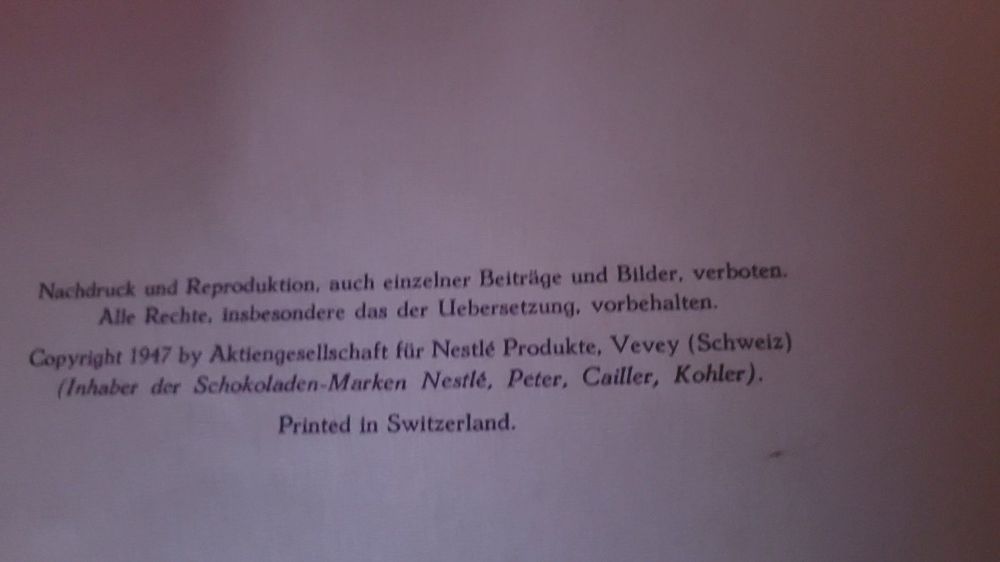 Nachdruck und Reproduktion, auch einzelner Beiträge und Bilder, verboten.
Alle Rechte, insbesondere das der Uebersetzung, vorbehalten.
Copyright 1947 by Aktiengesellschaft für Nestlé Produkte, Vevey (Schweiz)
(Inhaber der Schokoladen-Marken Nestlé, Peter, Cailler, Kohler).
Printed in Switzerland.